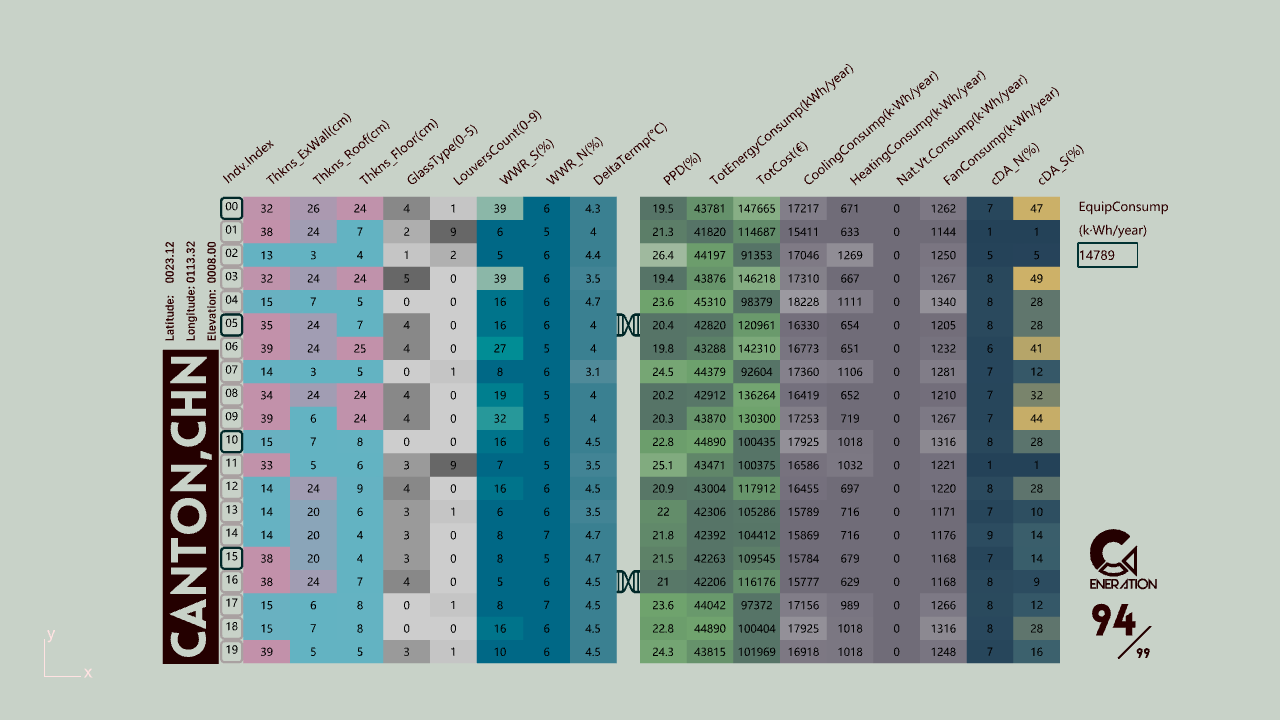 Indv.Index Thkns_ExWall(cm) Thkns_Roof(cm) Thkns_Floor(cm) GlassType(0-5) LouversCount(0-9) WWR_S(%) WWR_N(%) DeltaTermp(°C) PPD(%) TotEnergyConsump(kWh/year) TotCost(€) CoolingConsump(k·Wh/year) HeatingConsump(k·Wh/year) Nat.Vt.Consump(k·Wh/year) FanConsump(k·Wh/year) cDA_N(%) cDA_S(%)
00 32 26 24 4 1 39 6 4.3 19.5 43781 147665 17217 671 0 1262 7 47
01 38 24 7 2 9 6 5 4 21.3 41820 114687 15411 633 0 1144 1 1
02 13 3 4 1 2 5 6 4.4 26.4 44197 91353 17046 1269 0 1250 5 5
03 32 24 24 5 0 39 6 3.5 19.4 43876 146218 17310 667 0 1267 8 49
04 15 7 5 0 0 16 6 4.7 23.6 45310 98379 18228 1111 0 1340 8 28
05 35 24 7 4 0 16 6 4 20.4 42820 120961 16330 654 0 1205 8 28
06 39 24 25 4 0 27 5 4 19.8 43288 142310 16773 651 0 1232 6 41
07 14 3 5 0 1 8 6 3.1 24.5 44379 92604 17360 1106 0 1281 7 12
08 34 24 24 4 0 19 5 4 20.2 42912 136264 16419 652 0 1210 7 32
09 39 6 24 4 0 32 5 4 20.3 43870 130300 17253 719 0 1267 7 44
10 15 7 8 0 0 16 6 4.5 22.8 44890 100435 17925 1018 0 1316 8 28
11 33 5 6 3 9 7 5 3.5 25.1 43471 100375 16586 1032 0 1221 1 1
12 14 24 9 4 0 16 6 4.5 20.9 43004 117912 16455 697 0 1220 8 28
13 14 20 6 3 1 6 6 3.5 22 42306 105286 15789 716 0 1171 7 10
14 14 20 4 3 0 8 7 4.7 21.8 42392 104412 15869 716 0 1176 9 14
15 38 20 4 3 0 8 5 4.7 21.5 42263 109545 15784 679 0 1168 7 14
16 38 24 7 4 0 5 6 4.5 21 42206 116176 15777 629 0 1168 8 9
17 15 6 8 0 1 8 7 4.5 23.6 44042 97372 17156 989 0 1266 8 12
18 15 7 8 0 0 16 6 4.5 22.8 44890 100404 17925 1018 0 1316 8 28
19 39 5 5 3 1 10 6 4.5 24.3 43815 101969 16918 1018 0 1248 7 16
EquipConsump
(k·Wh/year)
14789
Latitude: 0023.12
Longitude: 0113.32
Elevation: 0008.00
CANTON,CHN
GENERATION
94/99
y
x